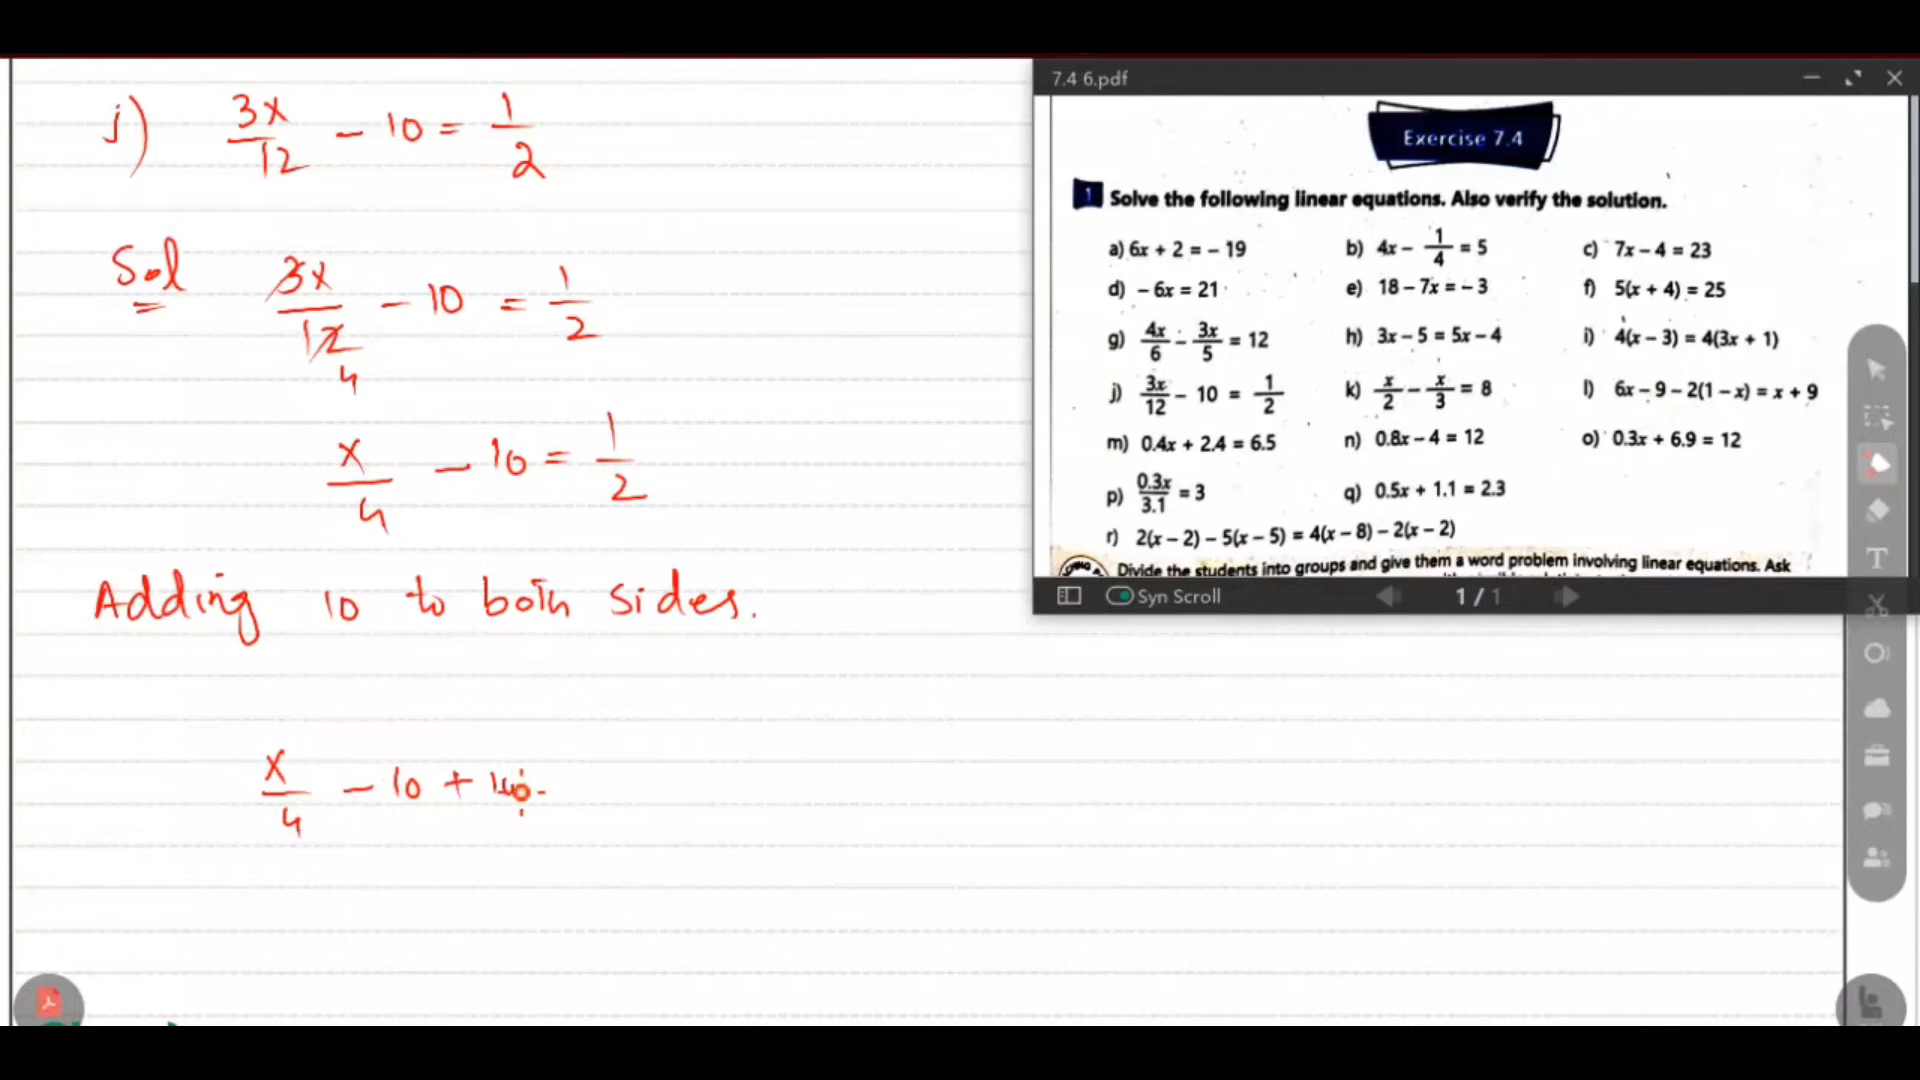 j) 3x/12 - 10 = 1/2
Sol 3x/12 - 10 = 1/2
4
x/4 - 10 = 1/2
Adding 10 to both sides.
x/4 - 10 + 10
7.4 6.pdf
Exercise 7.4
1 Solve the following linear equations. Also verify the solution.
a) 6x + 2 = – 19 b) 4x – 1/4 = 5 c) 7x – 4 = 23
d) – 6x = 21 e) 18 – 7x = – 3 f) 5(x + 4) = 25
g) 4x/6 - 3x/5 = 12 h) 3x – 5 = 5x – 4 i) 4(x – 3) = 4(3x + 1)
j) 3x/12 – 10 = 1/2 k) x/2 – x/3 = 8 l) 6x – 9 – 2(1 – x) = x + 9
m) 0.4x + 2.4 = 6.5 n) 0.8x – 4 = 12 o) 0.3x + 6.9 = 12
p) 0.3x/3.1 = 3 q) 0.5x + 1.1 = 2.3
r) 2(x – 2) – 5(x – 5) = 4(x – 8) – 2(x – 2)
Divide the students into groups and give them a word problem involving linear equations. Ask
Syn Scroll 1 / 1
T